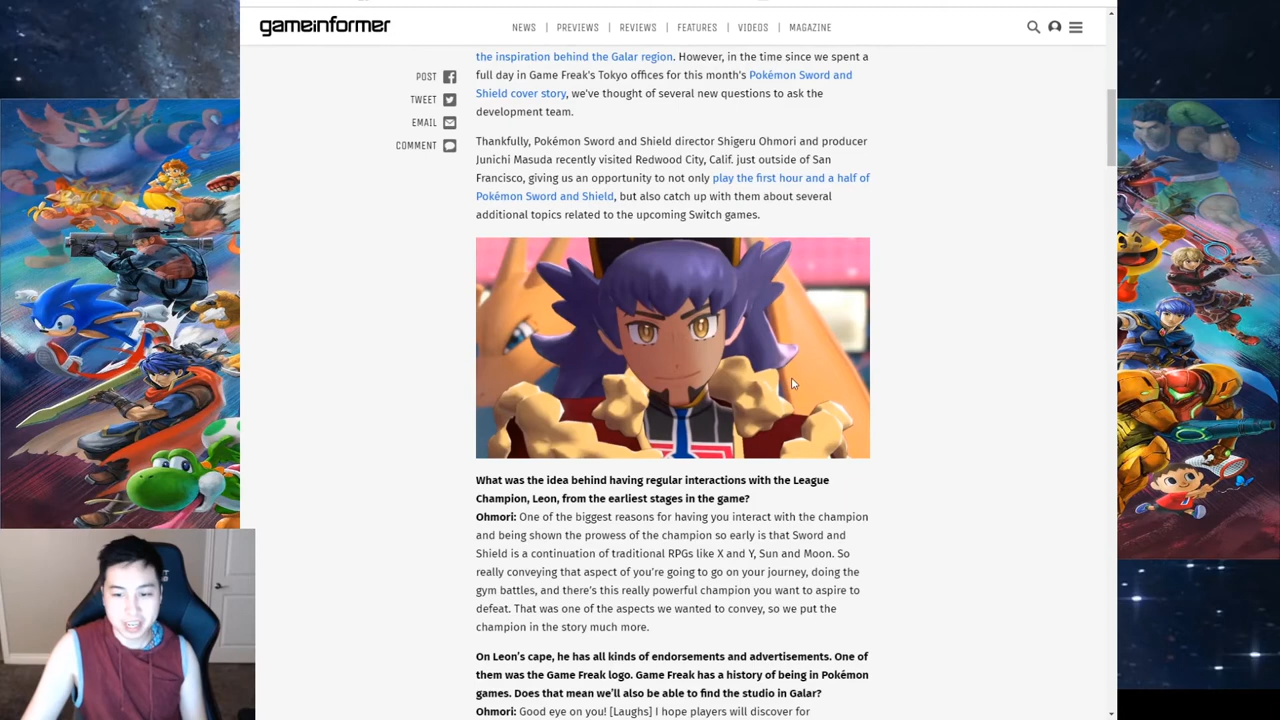 gameinformer
NEWS | PREVIEWS | REVIEWS | FEATURES | VIDEOS | MAGAZINE
POST
TWEET
EMAIL
COMMENT
the inspiration behind the Galar region. However, in the time since we spent a
full day in Game Freak's Tokyo offices for this month's Pokémon Sword and
Shield cover story, we've thought of several new questions to ask the
development team.
Thankfully, Pokémon Sword and Shield director Shigeru Ohmori and producer
Junichi Masuda recently visited Redwood City, Calif. just outside of San
Francisco, giving us an opportunity to not only play the first hour and a half of
Pokémon Sword and Shield, but also catch up with them about several
additional topics related to the upcoming Switch games.
What was the idea behind having regular interactions with the League
Champion, Leon, from the earliest stages in the game?
Ohmori: One of the biggest reasons for having you interact with the champion
and being shown the prowess of the champion so early is that Sword and
Shield is a continuation of traditional RPGs like X and Y, Sun and Moon. So
really conveying that aspect of you're going to go on your journey, doing the
gym battles, and there's this really powerful champion you want to aspire to
defeat. That was one of the aspects we wanted to convey, so we put the
champion in the story much more.
On Leon's cape, he has all kinds of endorsements and advertisements. One of
them was the Game Freak logo. Game Freak has a history of being in Pokémon
games. Does that mean we'll also be able to find the studio in Galar?
Ohmori: Good eye on you! [Laughs] I hope players will discover for